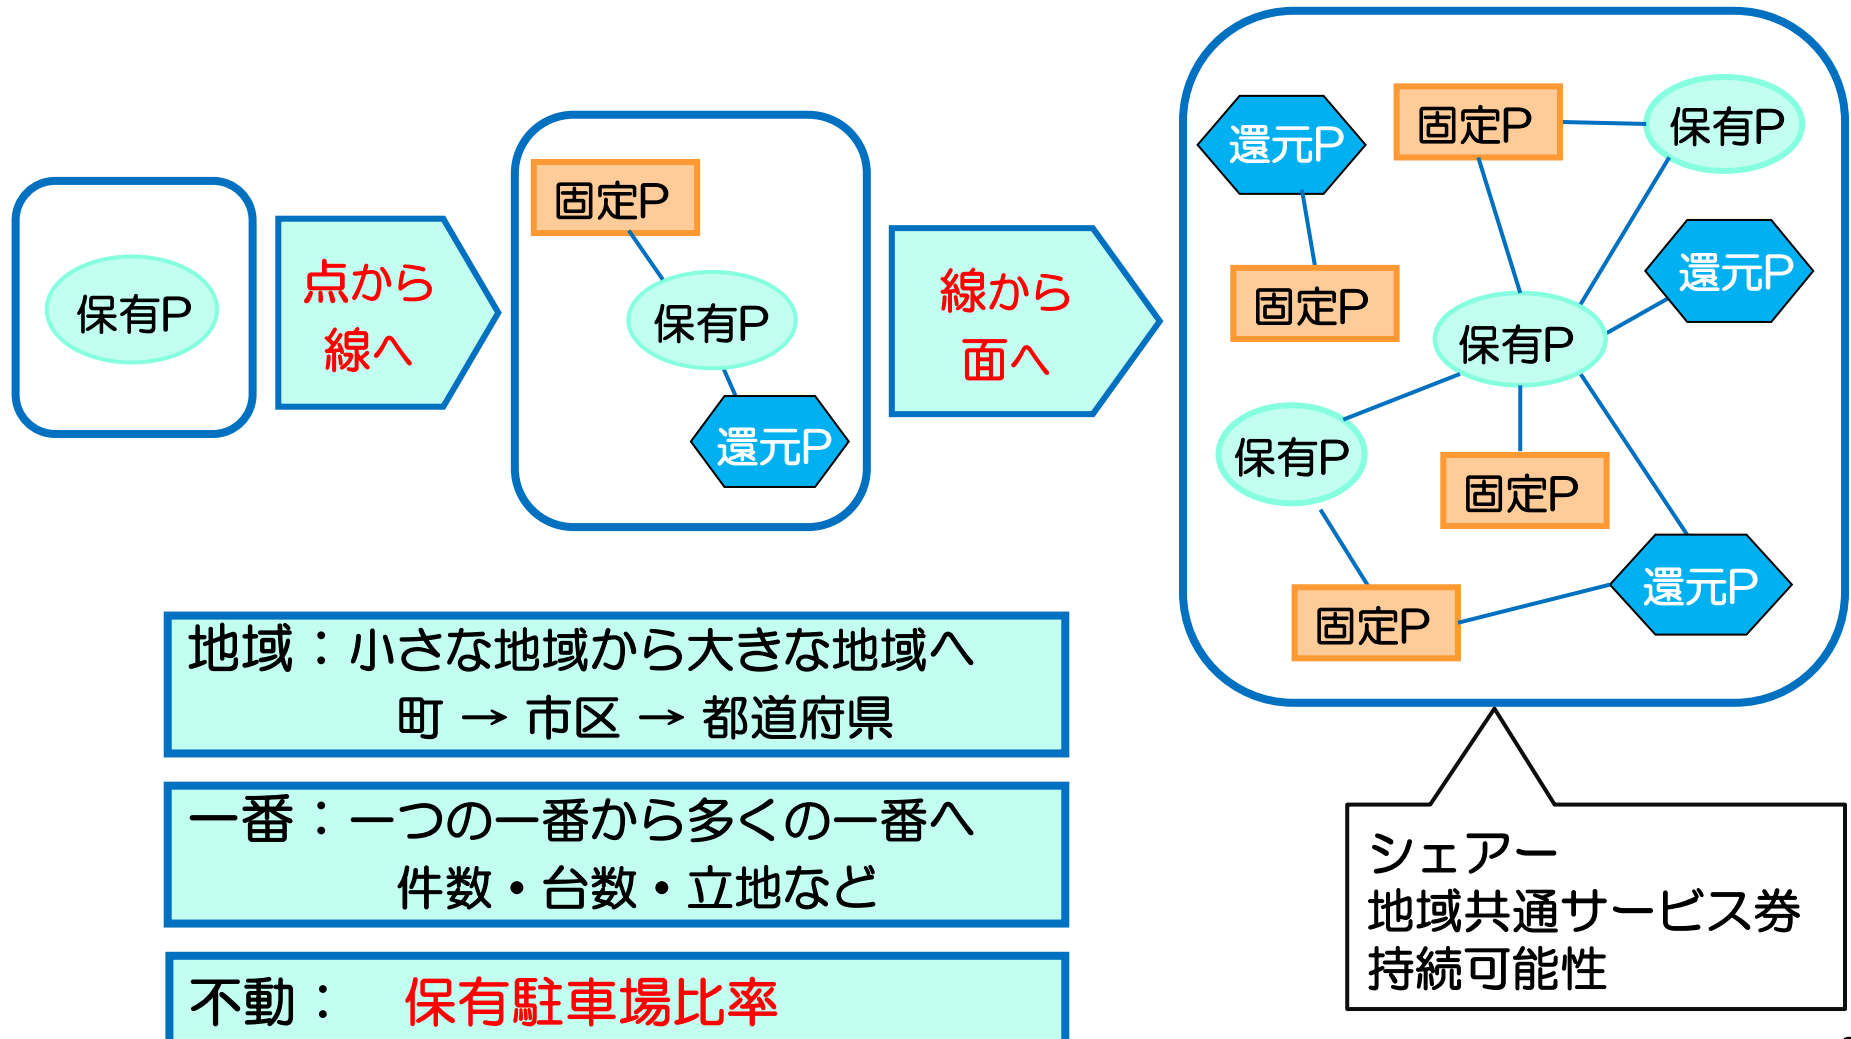 保有P
点から
線へ
固定P
保有P
還元P
線から
面へ
還元P
固定P
保有P
還元P
固定P
保有P
保有P
固定P
還元P
固定P
地域：小さな地域から大きな地域へ
町 → 市区 → 都道府県
一番：一つの一番から多くの一番へ
件数・台数・立地など
不動：　保有駐車場比率
シェアー
地域共通サービス券
持続可能性